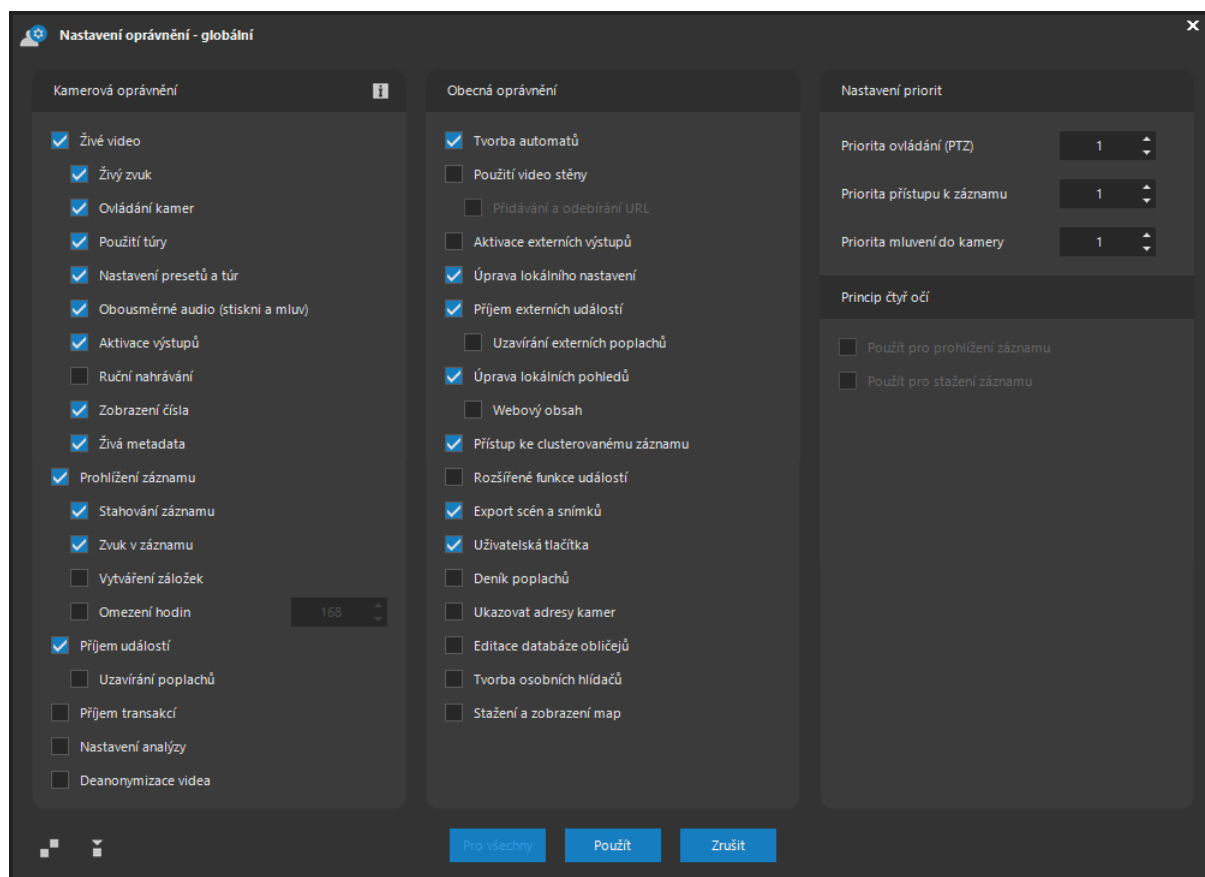 Nastavení oprávnění - globální
Kamerová oprávnění
Živé video
Živý zvuk
Ovládání kamer
Použití túry
Nastavení presetů a túr
Obousměrné audio (stiskni a mluv)
Aktivace výstupů
Ruční nahrávání
Zobrazení čísla
Živá metadata
Prohlížení záznamu
Stahování záznamu
Zvuk v záznamu
Vytváření záložek
Omezení hodin 168
Příjem událostí
Uzavírání poplachů
Příjem transakcí
Nastavení analýzy
Deanonymizace videa
Obecná oprávnění
Tvorba automatů
Použití video stěny
Přidávání a odebírání URL
Aktivace externích výstupů
Úprava lokálního nastavení
Příjem externích událostí
Uzavírání externích poplachů
Úprava lokálních pohledů
Webový obsah
Přístup ke clusterovanému záznamu
Rozšířené funkce událostí
Export scén a snímků
Uživatelská tlačítka
Deník poplachů
Ukazovat adresy kamer
Editace databáze obličejů
Tvorba osobních hlídačů
Stažení a zobrazení map
Nastavení priorit
Priorita ovládání (PTZ) 1
Priorita přístupu k záznamu 1
Priorita mluvení do kamery 1
Princip čtyř očí
Použít pro prohlížení záznamu
Použít pro stažení záznamu
Pro všechny
Použít
Zrušit